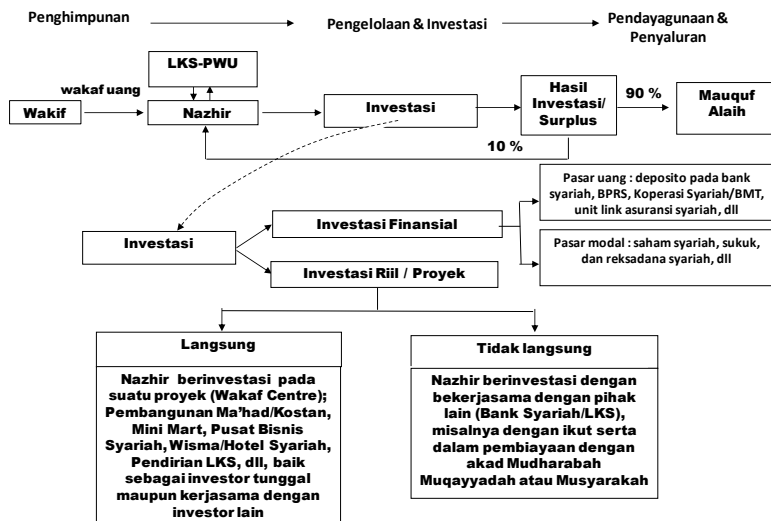 Penghimpunan
Pengelolaan & Investasi
Pendayagunaan &
Penyaluran
LKS-PWU
wakaf uang
Wakif
Nazhir
Investasi
Hasil
Investasi/
Surplus
90 %
Mauquf
Alaih
10 %
Pasar uang : deposito pada bank
syariah, BPRS, Koperasi Syariah/BMT,
unit link asuransi syariah, dll
Investasi Finansial
Investasi
Pasar modal : saham syariah, sukuk,
dan reksadana syariah, dll
Investasi Riil / Proyek
Langsung
Nazhir berinvestasi pada
suatu proyek (Wakaf Centre);
Pembangunan Ma'had/Kostan,
Mini Mart, Pusat Bisnis
Syariah, Wisma/Hotel Syariah,
Pendirian LKS, dll, baik
sebagai investor tunggal
maupun kerjasama dengan
investor lain
Tidak langsung
Nazhir berinvestasi dengan
bekerjasama dengan pihak
lain (Bank Syariah/LKS),
misalnya dengan ikut serta
dalam pembiayaan dengan
akad Mudharabah
Muqayyadah atau Musyarakah